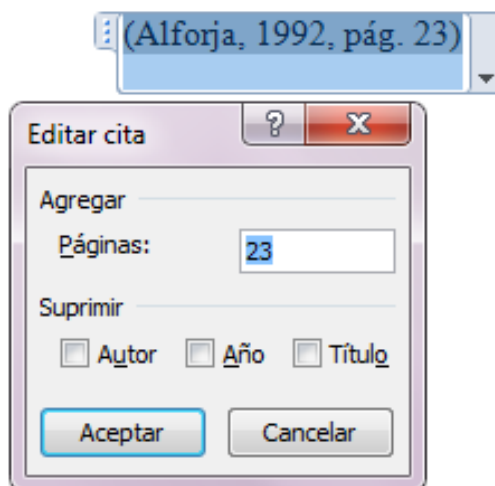 (Alforja, 1992, pág. 23)
Editar cita
?
Agregar
Páginas:
23
Suprimir
Autor Año Título
Aceptar Cancelar